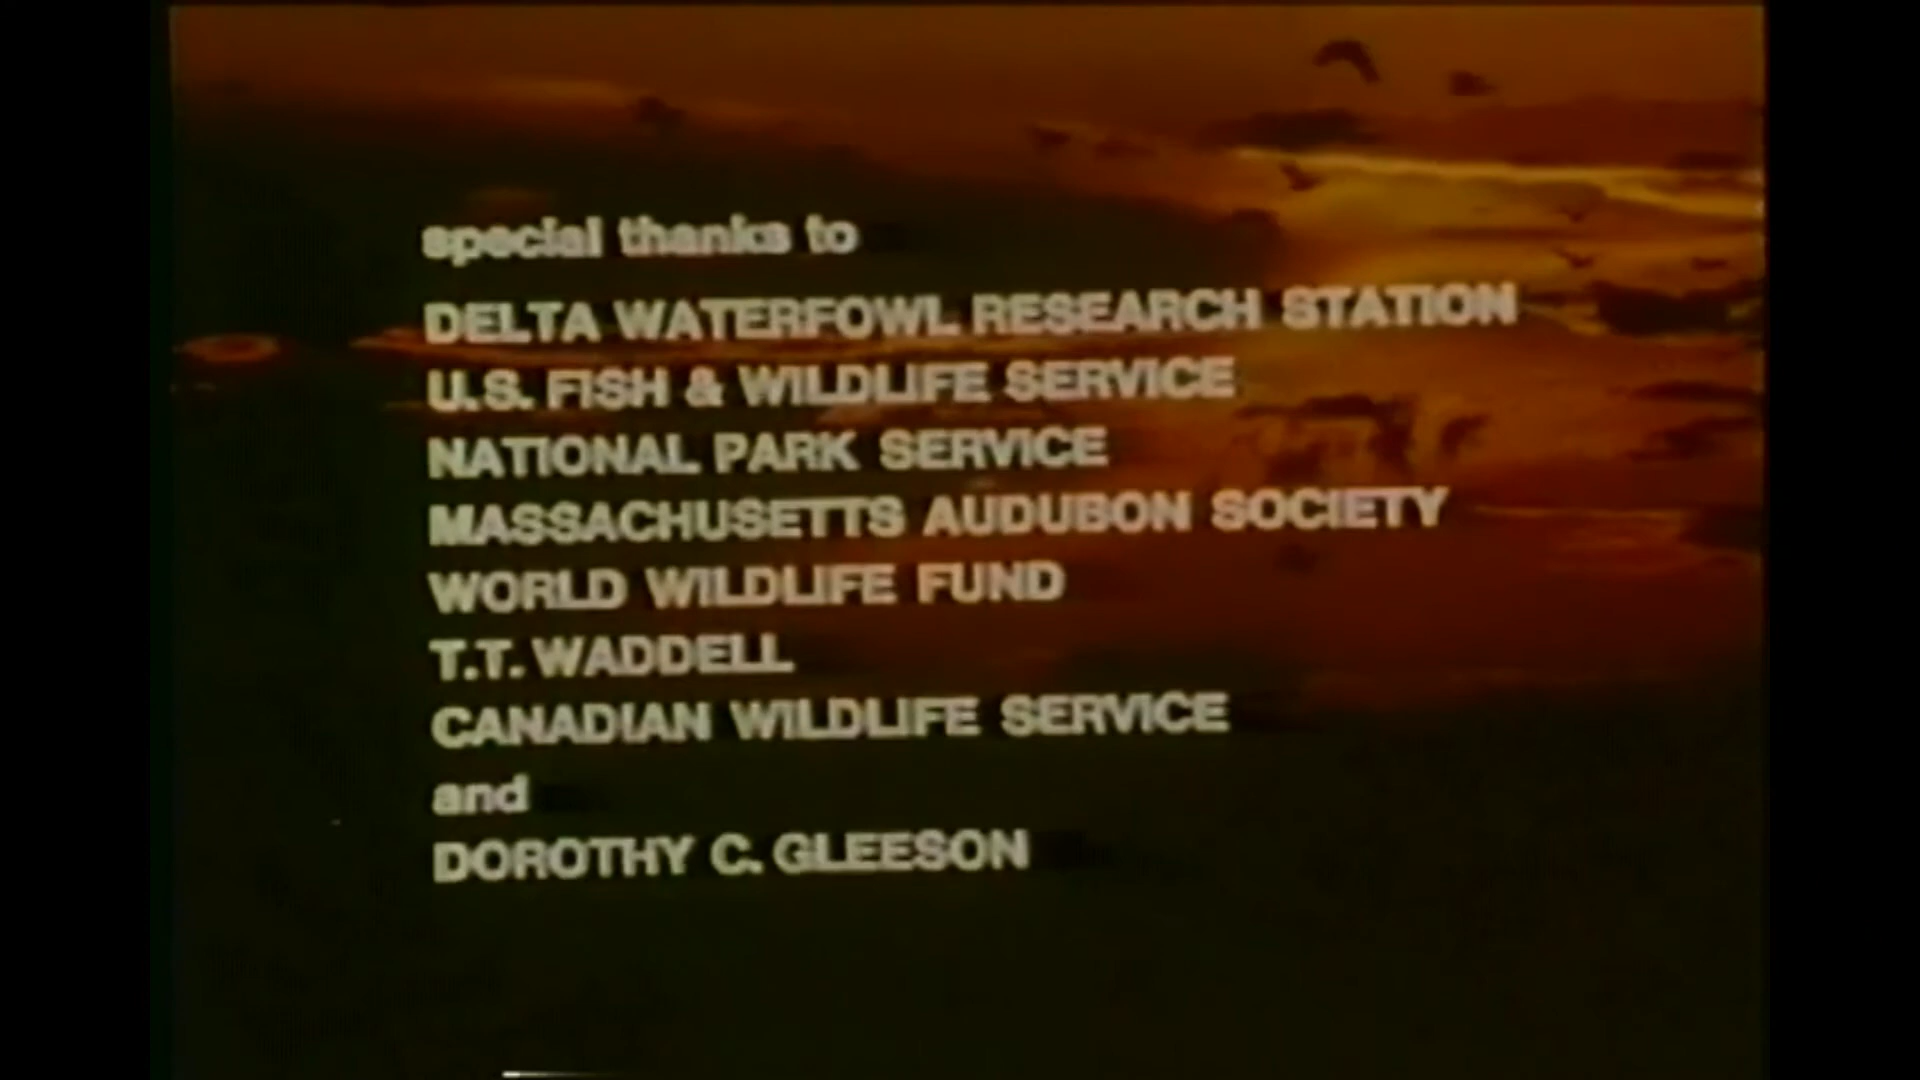 special thanks to
DELTA WATERFOWL RESEARCH STATION
U.S. FISH & WILDLIFE SERVICE
NATIONAL PARK SERVICE
MASSACHUSETTS AUDUBON SOCIETY
WORLD WILDLIFE FUND
T.T. WADDELL
CANADIAN WILDLIFE SERVICE
and
DOROTHY C. GLEESON